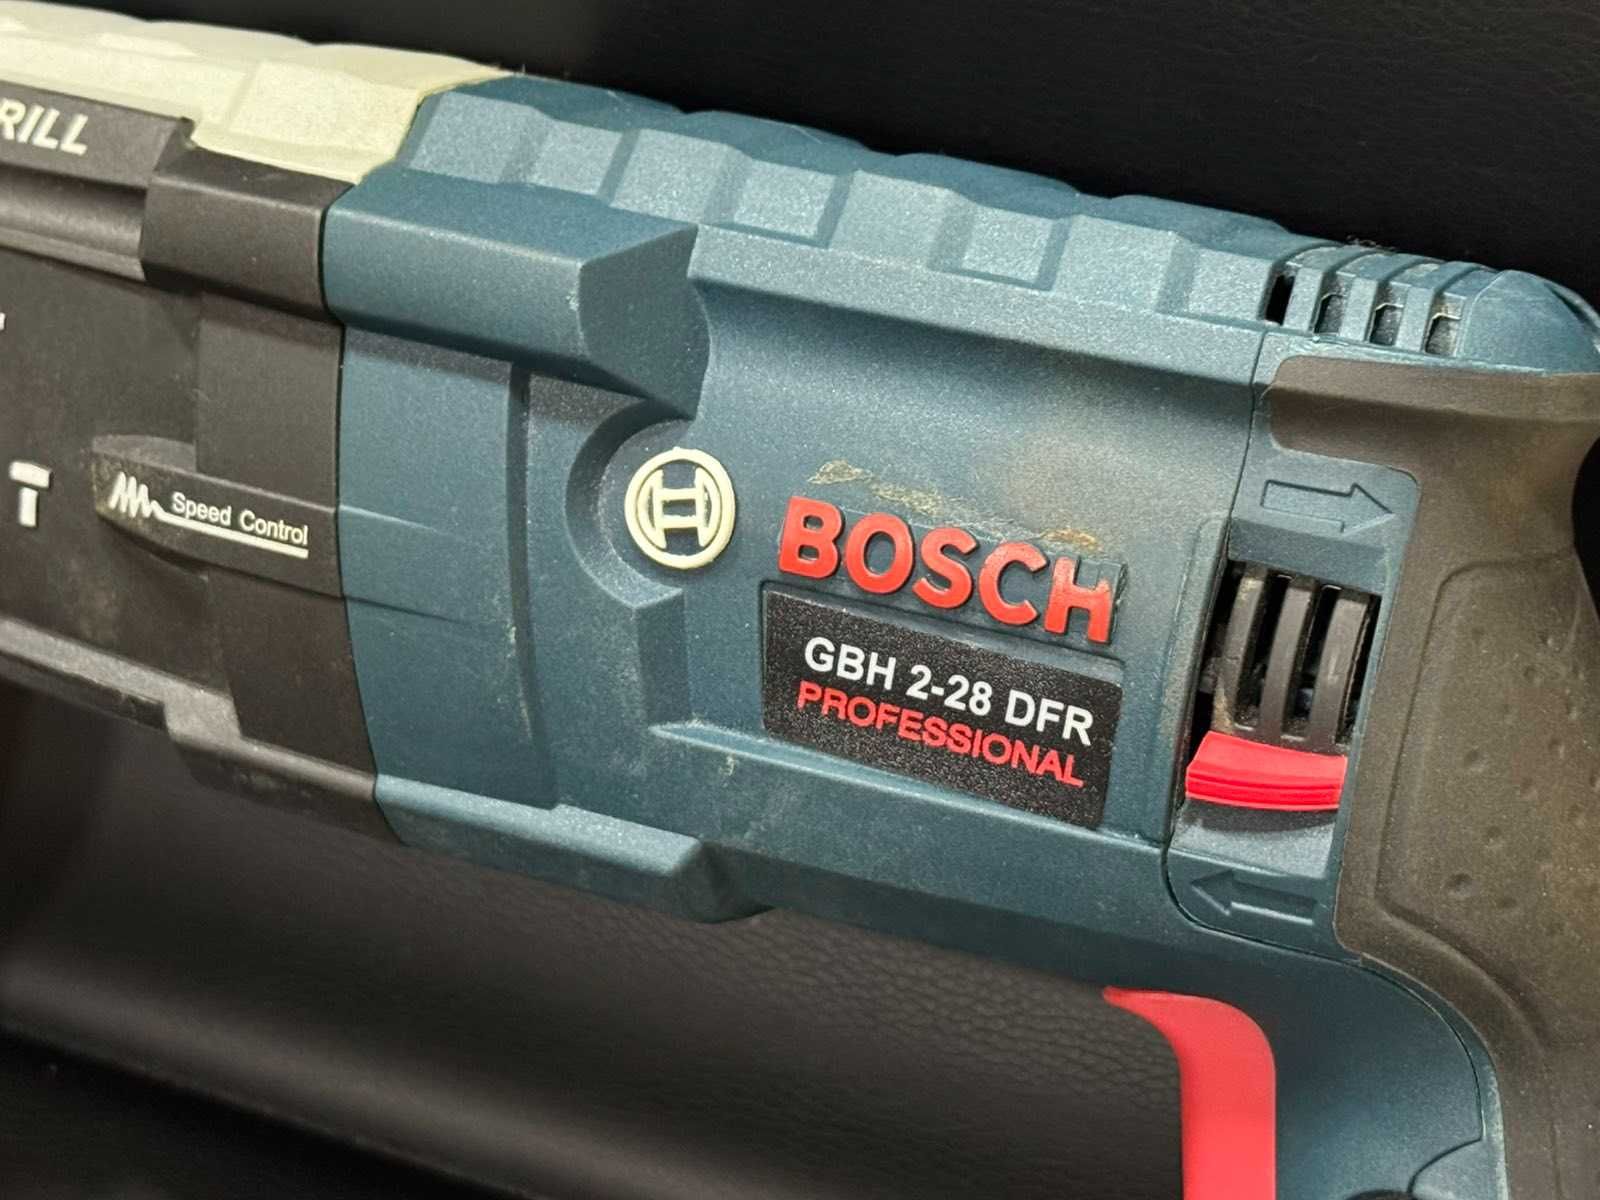 RILL
Speed Control
BOSCH
GBH 2-28 DFR
PROFESSIONAL